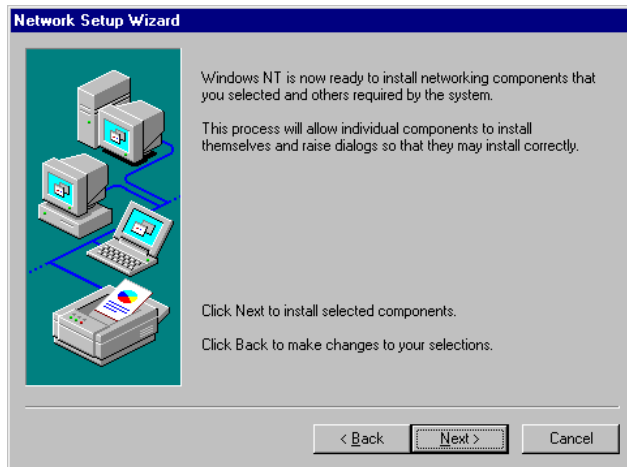 Network Setup Wizard
Windows NT is now ready to install networking components that
you selected and others required by the system.
This process will allow individual components to install
themselves and raise dialogs so that they may install correctly.
Click Next to install selected components.
Click Back to make changes to your selections.
< Back
Next >
Cancel